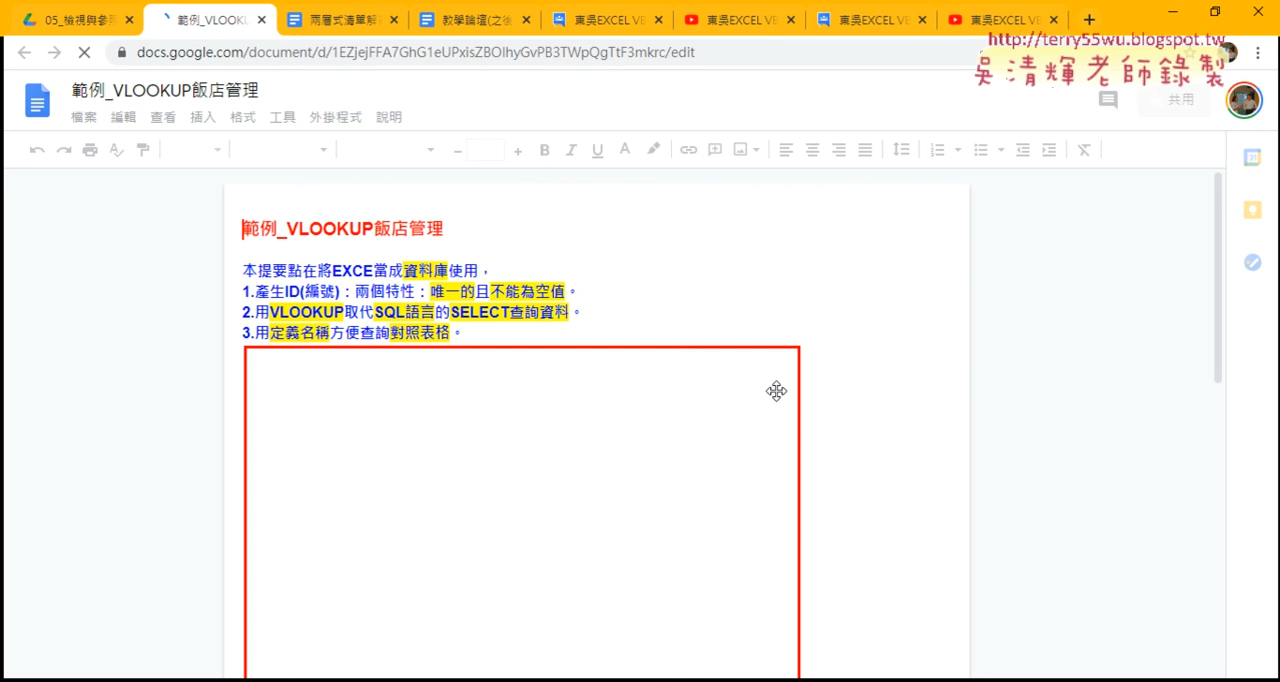 05_檢視與參
範例_VLOOKU
兩層式清單解
教學論壇(之後
東吳EXCEL VB
東吳EXCEL VE
東吳EXCEL VB
東吳EXCEL VE
docs.google.com/document/d/1EZjejFFA7GhG1eUPxisZBOIhyGvPB3TWpQgTtF3mkrc/edit
http://terry55wu.blogspot.tw
吳清輝老師錄製
範例_VLOOKUP飯店管理
檔案 編輯 查看 插入 格式 工具 外掛程式 說明
共用
範例_VLOOKUP飯店管理
本提要點在將EXCE當成資料庫使用，
1.產生ID(編號)：兩個特性：唯一的且不能為空值。
2.用VLOOKUP取代SQL語言的SELECT查詢資料。
3.用定義名稱方便查詢對照表格。